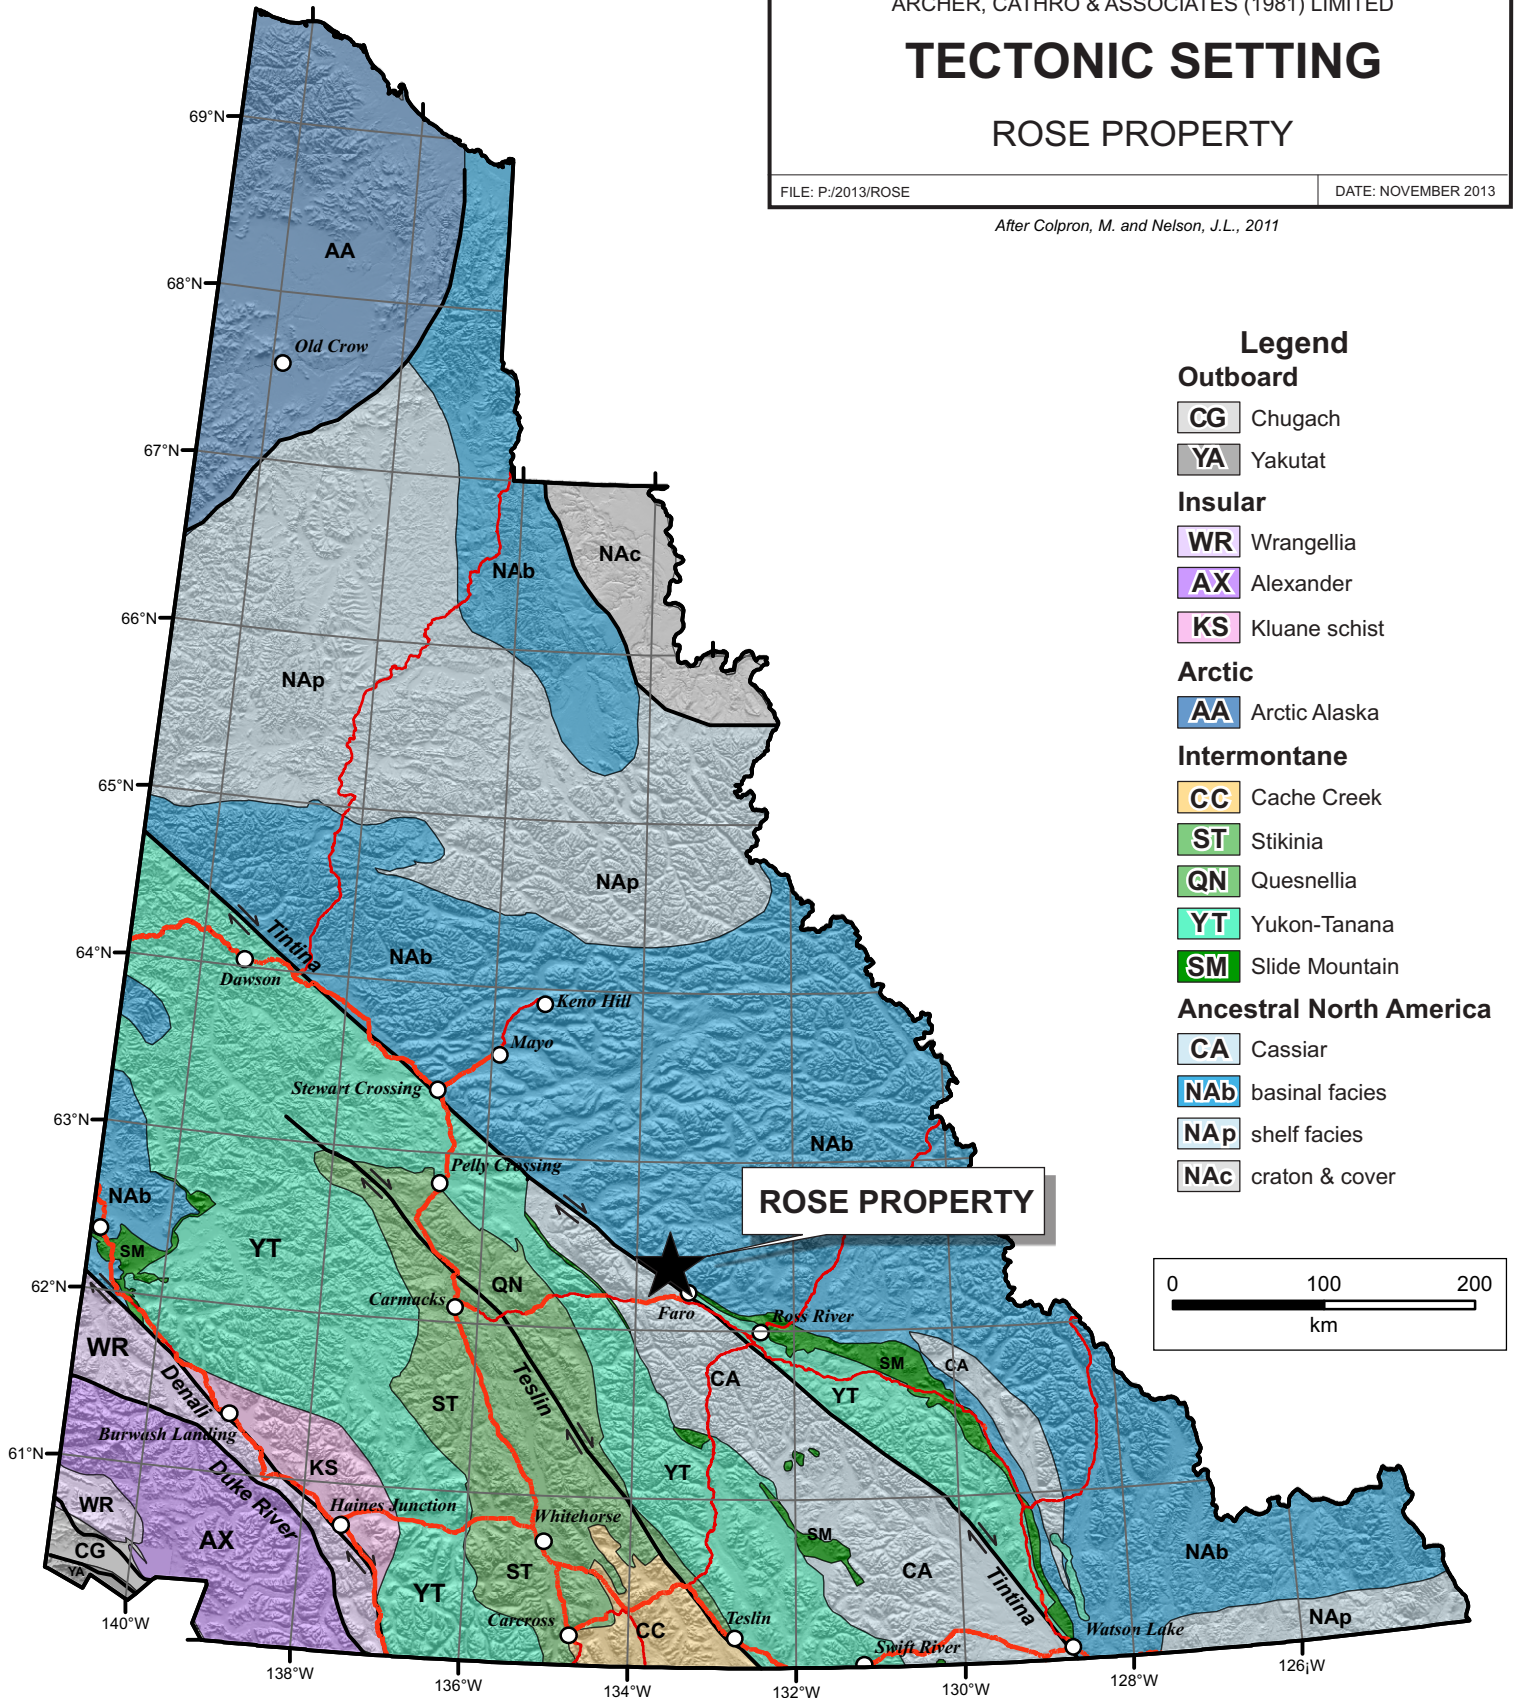 ARCHER, CATHRO & ASSOCIATES (1981) LIMITED
TECTONIC SETTING
ROSE PROPERTY
FILE: P:/2013/ROSE
DATE: NOVEMBER 2013
After Colpron, M. and Nelson, J.L., 2011
69°N
AA
68°N
Old Crow
67°N
NAb
NAc
66°N
NAp
65°N
NAp
Tintina
64°N
NAb
Dawson
Keno Hill
Mayo
Stewart Crossing
63°N
NAb
Pelly Crossing
NAb
ROSE PROPERTY
SM
YT
62°N
QN
Carmacks
Faro
Ross River
WR
SM
CA
Denali
Teslin
CA
YT
ST
Burwash Landing
61°N
KS
YT
Duke River
WR
Haines Junction
Whitehorse
SM
AX
CG
NAb
YA
ST
CA
YT
Tintina
140°W
Carcross
CC
Teslin
Swift River
Watson Lake
NAp
138°W
136°W
134°W
132°W
130°W
128°W
126¡W
Legend
Outboard
CG Chugach
YA Yakutat
Insular
WR Wrangellia
AX Alexander
KS Kluane schist
Arctic
AA Arctic Alaska
Intermontane
CC Cache Creek
ST Stikinia
QN Quesnellia
YT Yukon-Tanana
SM Slide Mountain
Ancestral North America
CA Cassiar
NAb basinal facies
NAp shelf facies
NAc craton & cover
0 100 200
km